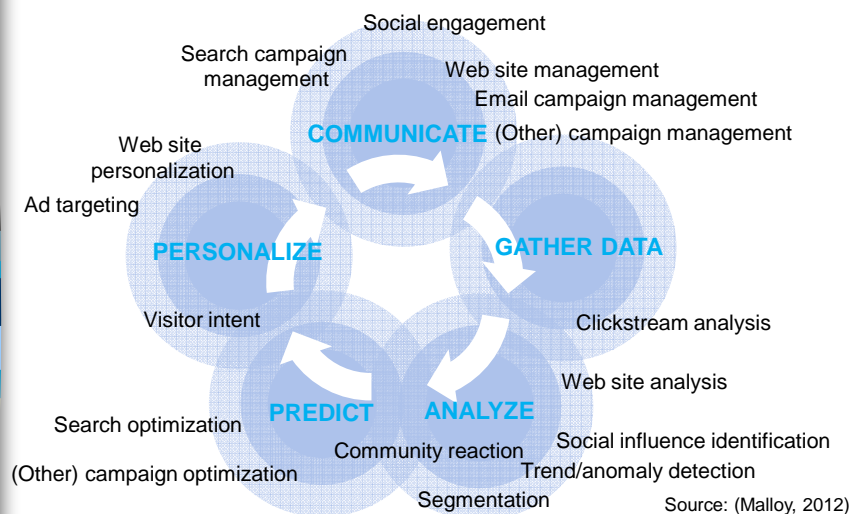 Social engagement
Search campaign
management
Web site management
Email campaign management
COMMUNICATE (Other) campaign management
Web site
personalization
Ad targeting
PERSONALIZE
GATHER DATA
Visitor intent
Clickstream analysis
Web site analysis
PREDICT
ANALYZE
Search optimization
Social influence identification
Community reaction
Trend/anomaly detection
(Other) campaign optimization
Segmentation
Source: (Malloy, 2012)